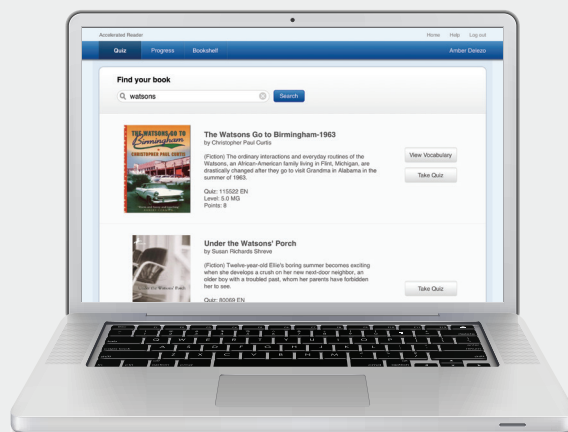 Accelerated Reader
Home Help Log out
Quiz Progress Bookshelf
Amber Delezo
Find your book
watsons
Search
THE WATSONS GO TO
Birmingham
CHRISTOPHER PAUL CURTIS
The Watsons Go to Birmingham-1963
by Christopher Paul Curtis
(Fiction) The ordinary interactions and everyday routines of the
Watsons, an African-American family living in Flint, Michigan, are
drastically changed after they go to visit Grandma in Alabama in the
summer of 1963.
Quiz: 115522 EN
Level: 5.0 MG
Points: 8
View Vocabulary
Take Quiz
Under the Watsons' Porch
by Susan Richards Shreve
(Fiction) Twelve-year-old Ellie's boring summer becomes exciting
when she develops a crush on her new next-door neighbor, an
older boy with a troubled past, whom her parents have forbidden
her to see.
Quiz: 80069 EN
Take Quiz
Under the Watsons' Porch
Q W E R T Y U I O P
A S D F G H J K L
Z X C V B N M